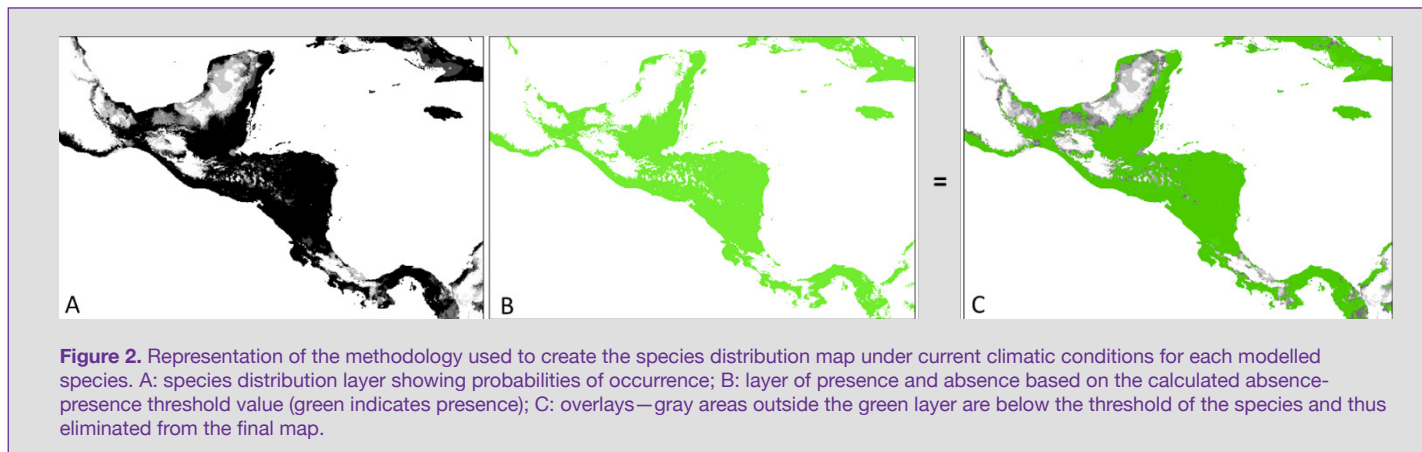 A
B
=
C
Figure 2. Representation of the methodology used to create the species distribution map under current climatic conditions for each modelled
species. A: species distribution layer showing probabilities of occurrence; B: layer of presence and absence based on the calculated absence-
presence threshold value (green indicates presence); C: overlays—gray areas outside the green layer are below the threshold of the species and thus
eliminated from the final map.